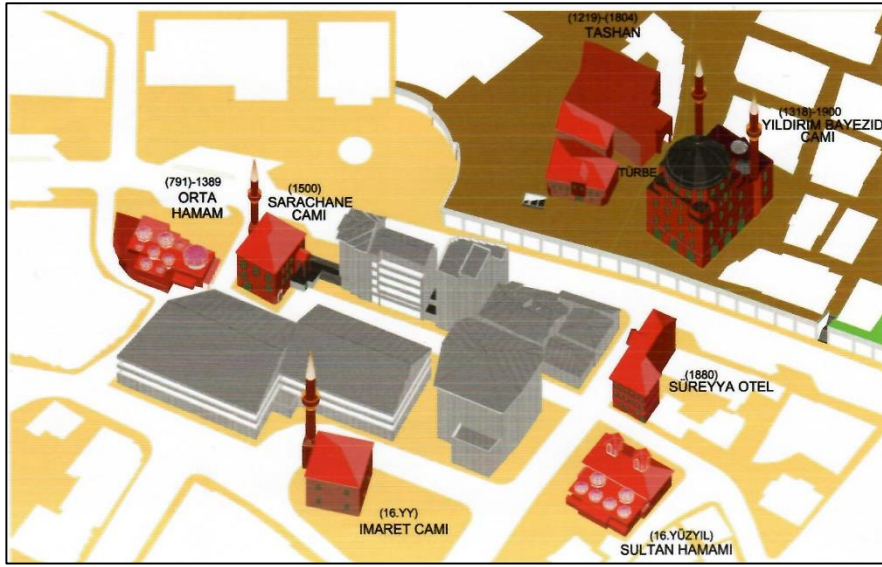 (1219)-(1804)
TASHAN
(1318)-1900
YILDIRIM BAYEZID
CAMI
TÜRBE
(791)-1389
ORTA
HAMAM
(1500)
SARACHANE
CAMI
(1880)
SÜREYYA OTEL
(16.YY)
IMARET CAMI
(16.YÜZYIL)
SULTAN HAMAMI